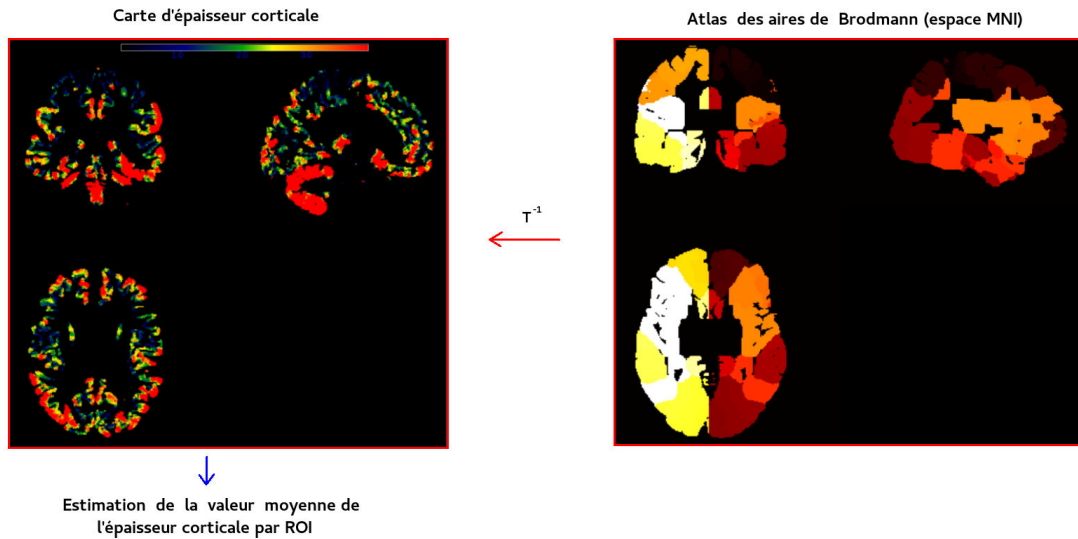 Carte d'épaisseur corticale
Atlas des aires de Brodmann (espace MNI)
T⁻¹
Estimation de la valeur moyenne de
l'épaisseur corticale par ROI